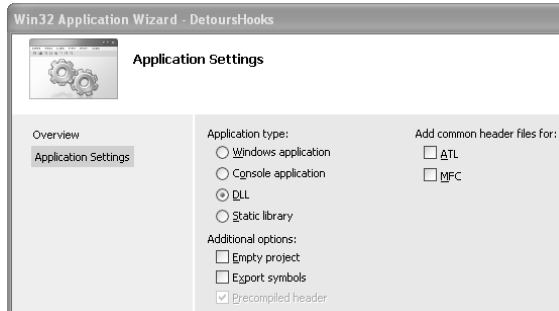 Win32 Application Wizard - DetoursHooks
Application Settings
Overview
Application Settings
Application type:
Windows application
Console application
DLL
Static library
Additional options:
Empty project
Export symbols
Precompiled header
Add common header files for:
ATL
MFC